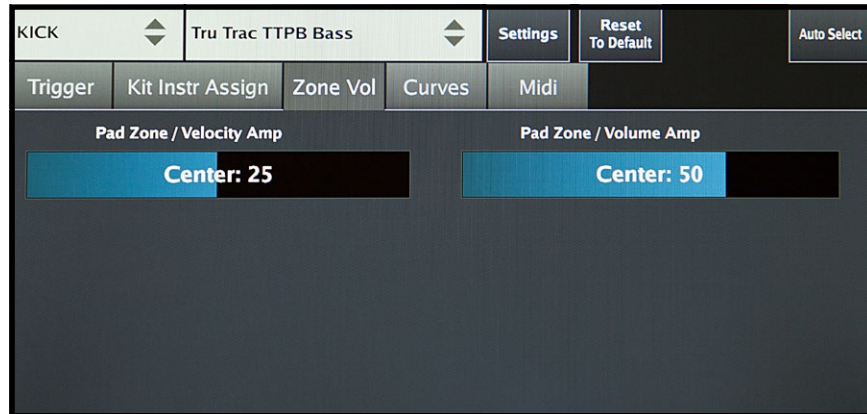 KICK
Tru Trac TTPB Bass
Settings
Reset
To Default
Auto Select
Trigger
Kit Instr Assign
Zone Vol
Curves
Midi
Pad Zone / Velocity Amp
Pad Zone / Volume Amp
Center: 25
Center: 50